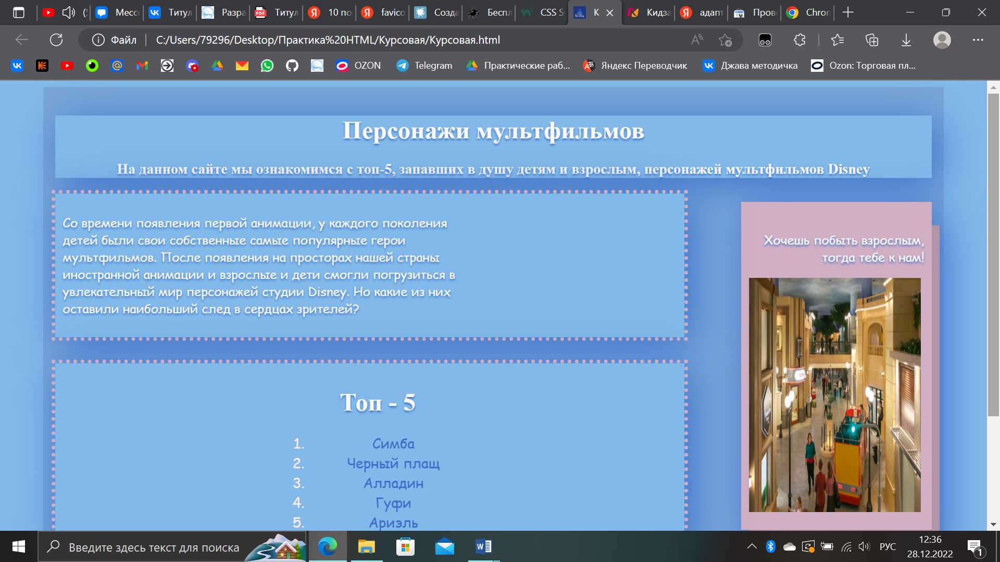 Мессе
Титул
Разра
Титул
10 по
favico
Созда
Беспл
CSS S
К
Кидза
адапт
Пров
Chron
Файл
C:/Users/79296/Desktop/Практика%20HTML/Курсовая/Курсовая.html
OZON
Telegram
Практические раб...
Яндекс Переводчик
Джава методичка
Ozon: Торговая пл...
Персонажи мультфильмов
На данном сайте мы ознакомимся с топ-5, запавших в душу детям и взрослым, персонажей мультфильмов Disney
Со времени появления первой анимации, у каждого поколения
детей были свои собственные самые популярные герои
мультфильмов. После появления на просторах нашей страны
иностранной анимации и взрослые и дети смогли погрузиться в
увлекательный мир персонажей студии Disney. Но какие из них
оставили наибольший след в сердцах зрителей?
Хочешь побыть взрослым,
тогда тебе к нам!
Топ - 5
1. Симба
2. Черный плащ
3. Алладин
4. Гуфи
5. Ариэль
Введите здесь текст для поиска
РУС
12:36
28.12.2022
1